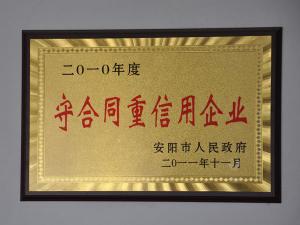 二〇一〇年度
守合同重信用企业
安阳市人民政府
二〇一一年十一月